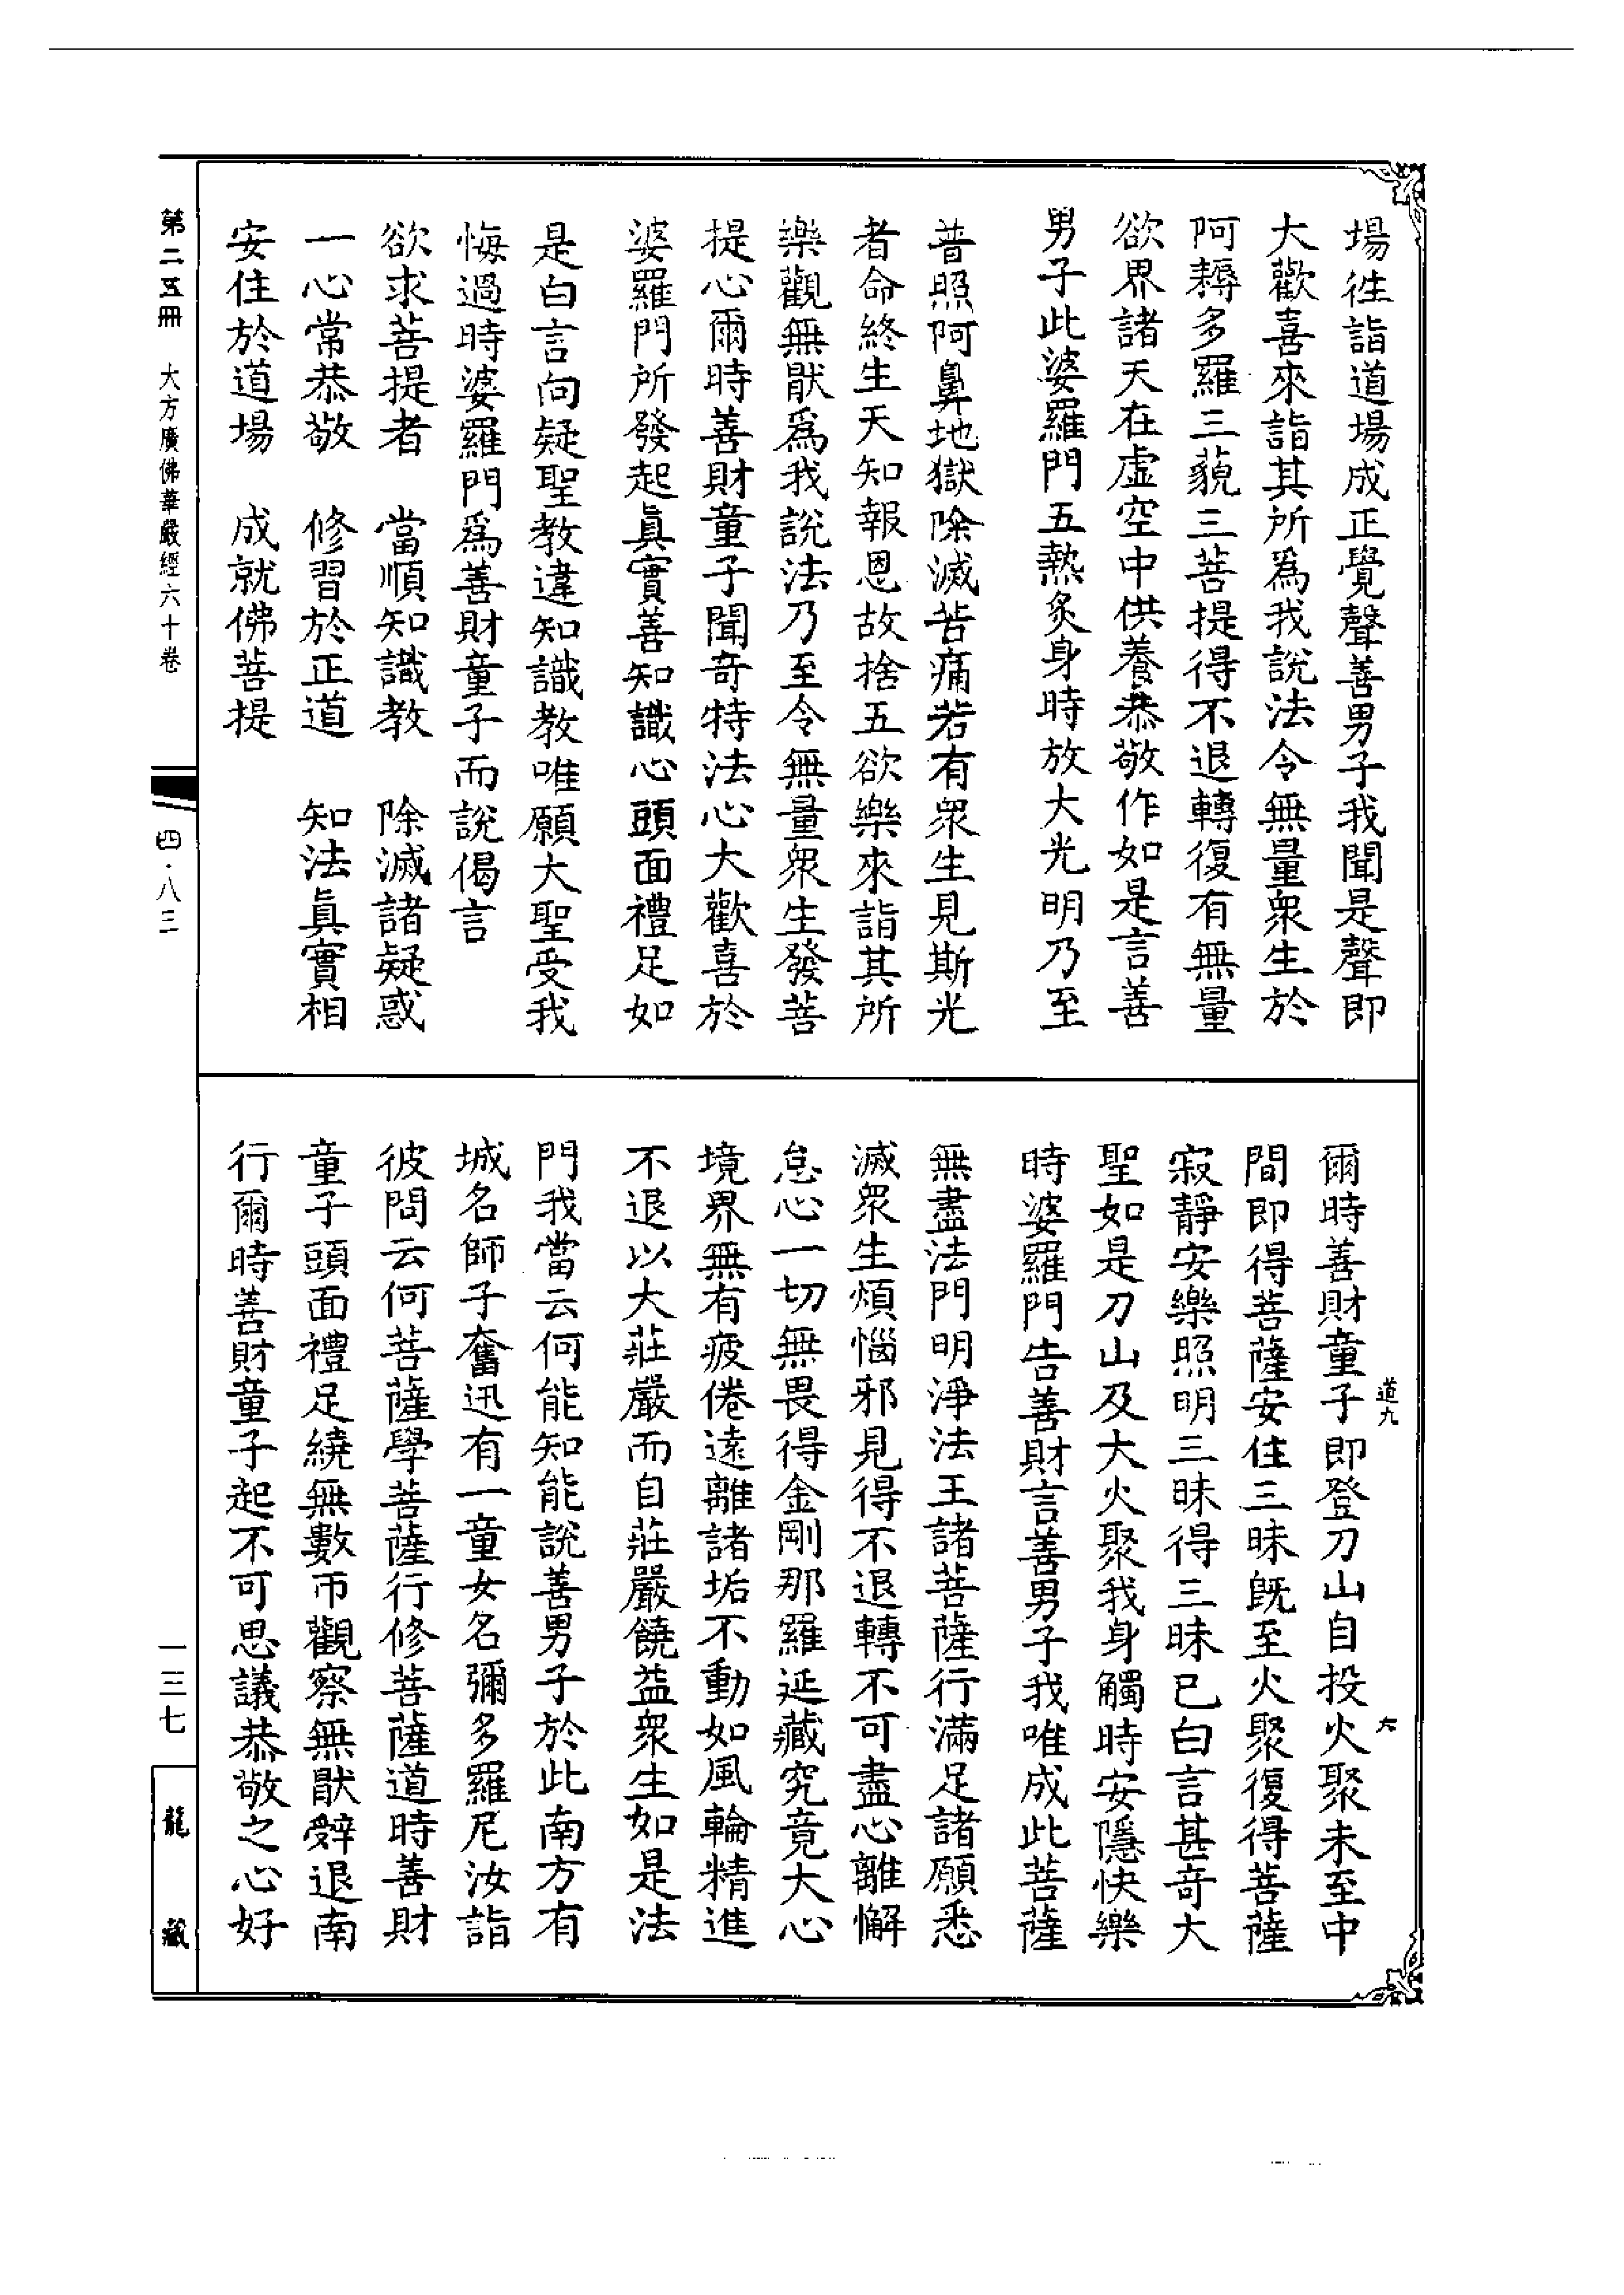 場徃詣道場成正覺聲善男子我聞是聲即
大歡喜來詣其所爲我說法令無量衆生於
阿耨多羅三藐三菩提得不退轉復有無量
欲界諸天在虛空中供養恭敬作如是言善
男子此婆羅門五熱炙身時放大光明乃至
普照阿鼻地獄除滅苦痛若有衆生見斯光
者命終生天知報恩故捨五欲樂來詣其所
樂觀無猒爲我說法乃至令無量衆生發菩
提心爾時善財童子聞奇特法心大歡喜於
婆羅門所發起眞實善知識心頭面禮足如
是白言向疑聖教違知識教唯願大聖受我
悔過時婆羅門爲善財童子而說偈言
欲求菩提者　當順知識教　除滅諸疑惑
一心常恭敬　修習於正道　知法眞實相
安住於道場　成就佛菩提
道九
六
爾時善財童子即登刀山自投火聚未至中
間即得菩薩安住三昧旣至火聚復得菩薩
寂靜安樂照明三昧得三昧已白言甚奇大
聖如是刀山及大火聚我身觸時安隱快樂
時婆羅門告善財言善男子我唯成此菩薩
無盡法門明淨法王諸菩薩行滿足諸願悉
滅衆生煩惱邪見得不退轉不可盡心離懈
怠心一切無畏得金剛那羅延藏究竟大心
境界無有疲倦遠離諸垢不動如風輪精進
不退以大莊嚴而自莊嚴饒益衆生如是法
門我當云何能知能說善男子於此南方有
城名師子奮迅有一童女名彌多羅尼汝詣
彼問云何菩薩學菩薩行修菩薩道時善財
童子頭面禮足繞無數帀觀察無猒辭退南
行爾時善財童子起不可思議恭敬之心好
第二五冊　大方廣佛華嚴經六十卷
四·八三
一三七
龍藏